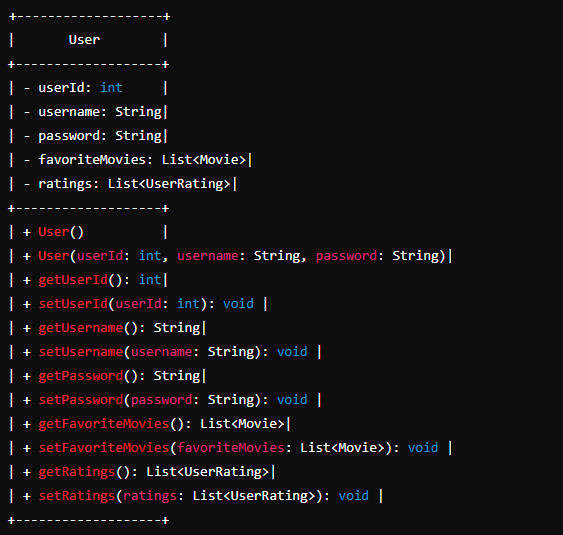 +-------------------+
|       User        |
+-------------------+
| - userId: int     |
| - username: String|
| - password: String|
| - favoriteMovies: List<Movie>|
| - ratings: List<UserRating>|
+-------------------+
| + User()          |
| + User(userId: int, username: String, password: String)|
| + getUserId(): int|
| + setUserId(userId: int): void |
| + getUsername(): String|
| + setUsername(username: String): void |
| + getPassword(): String|
| + setPassword(password: String): void |
| + getFavoriteMovies(): List<Movie>|
| + setFavoriteMovies(favoriteMovies: List<Movie>): void |
| + getRatings(): List<UserRating>|
| + setRatings(ratings: List<UserRating>): void |
+-------------------+